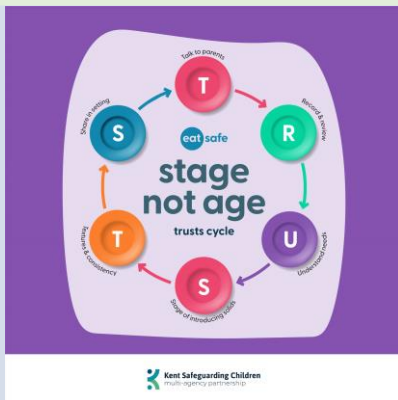 Talk to parents
T
Record & review
R
Understand needs
U
Stage of introducing solids
S
Textures & consistency
T
Share in setting
S
eat safe
stage
not age
trusts cycle
Kent Safeguarding Children
multi-agency partnership